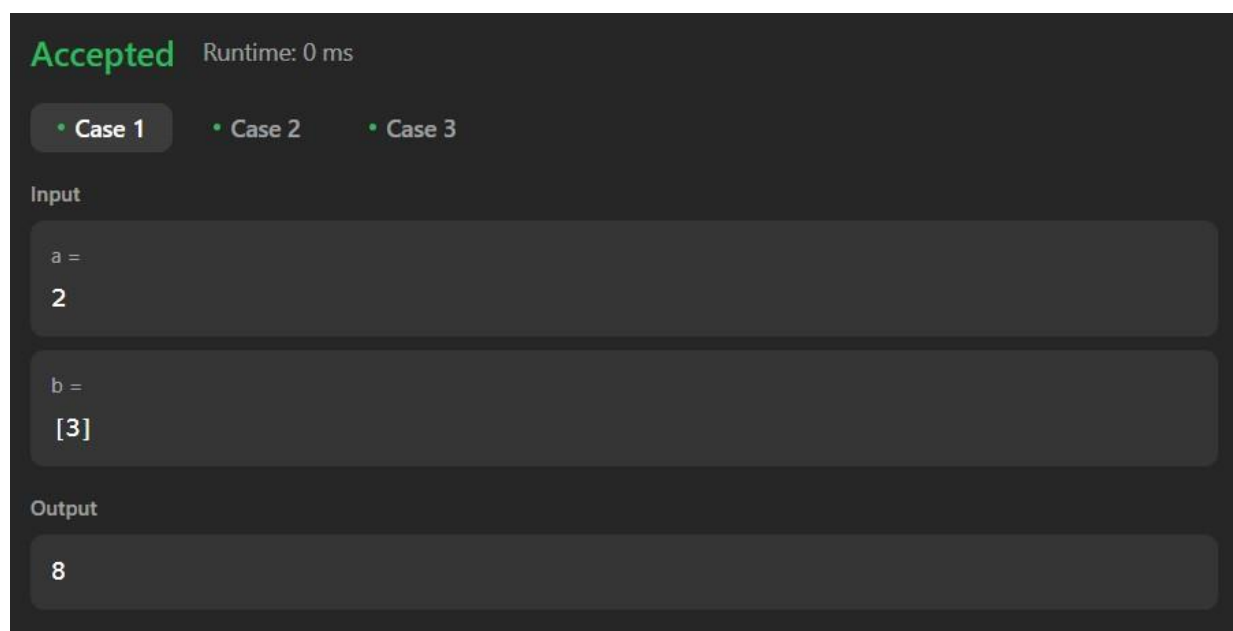 Accepted Runtime: 0 ms
• Case 1 • Case 2 • Case 3
Input
a =
2
b =
[3]
Output
8